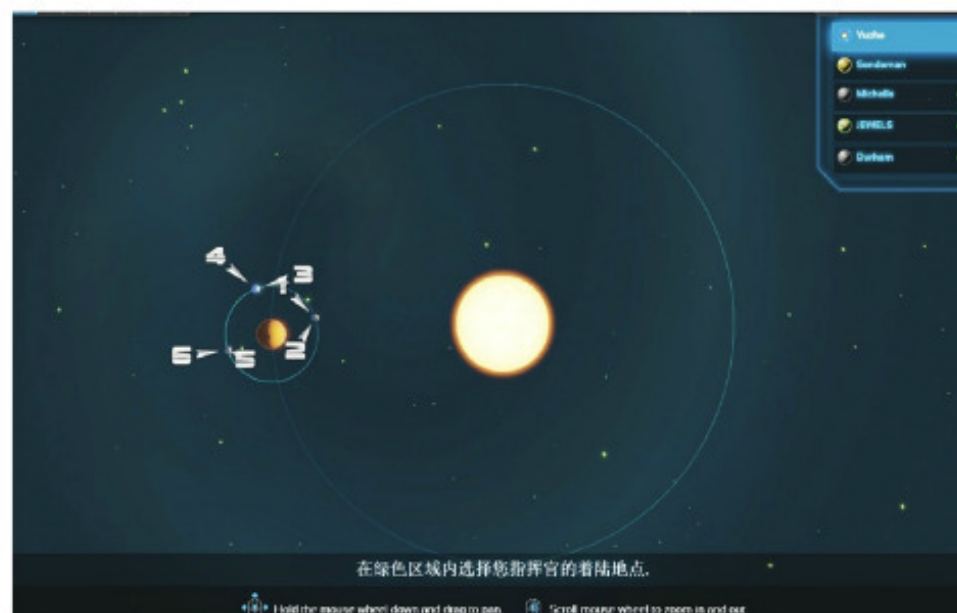 Yuzhe
Sandaman
Michelle
JEWELS
Durham
4
3
1
2
6
5
在绿色区域内选择您指挥官的着陆地点.
Hold the mouse wheel down and drag to pan
Scroll mouse wheel to zoom in and out